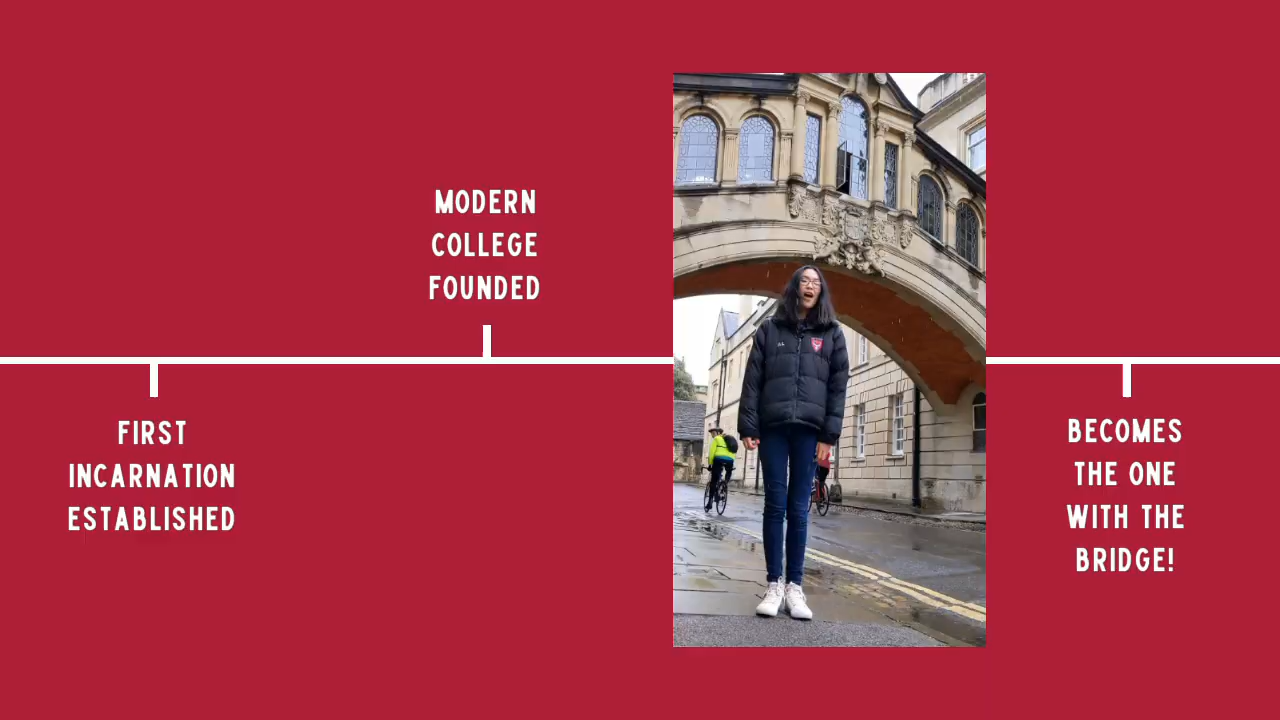 MODERN
COLLEGE
FOUNDED
FIRST
INCARNATION
ESTABLISHED
BECOMES
THE ONE
WITH THE
BRIDGE!